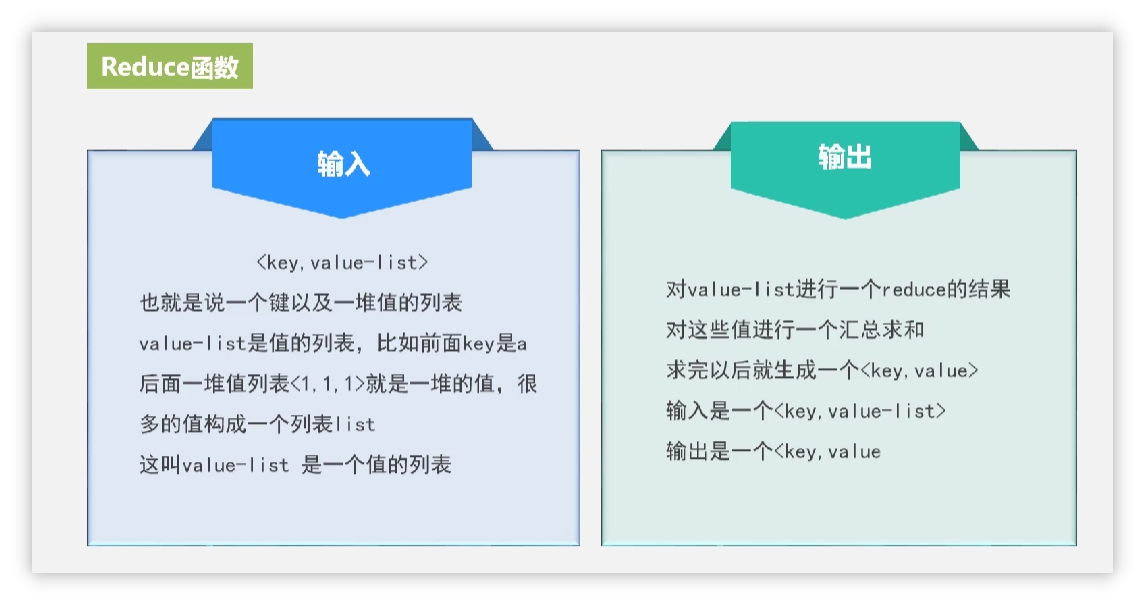 Reduce函数
输入
<key,value-list>
也就是说一个键以及一堆值的列表
value-list是值的列表，比如前面key是a
后面一堆值列表<1,1,1>就是一堆的值，很
多的值构成一个列表list
这叫value-list 是一个值的列表
输出
对value-list进行一个reduce的结果
对这些值进行一个汇总求和
求完以后就生成一个<key,value>
输入是一个<key,value-list>
输出是一个<key,value